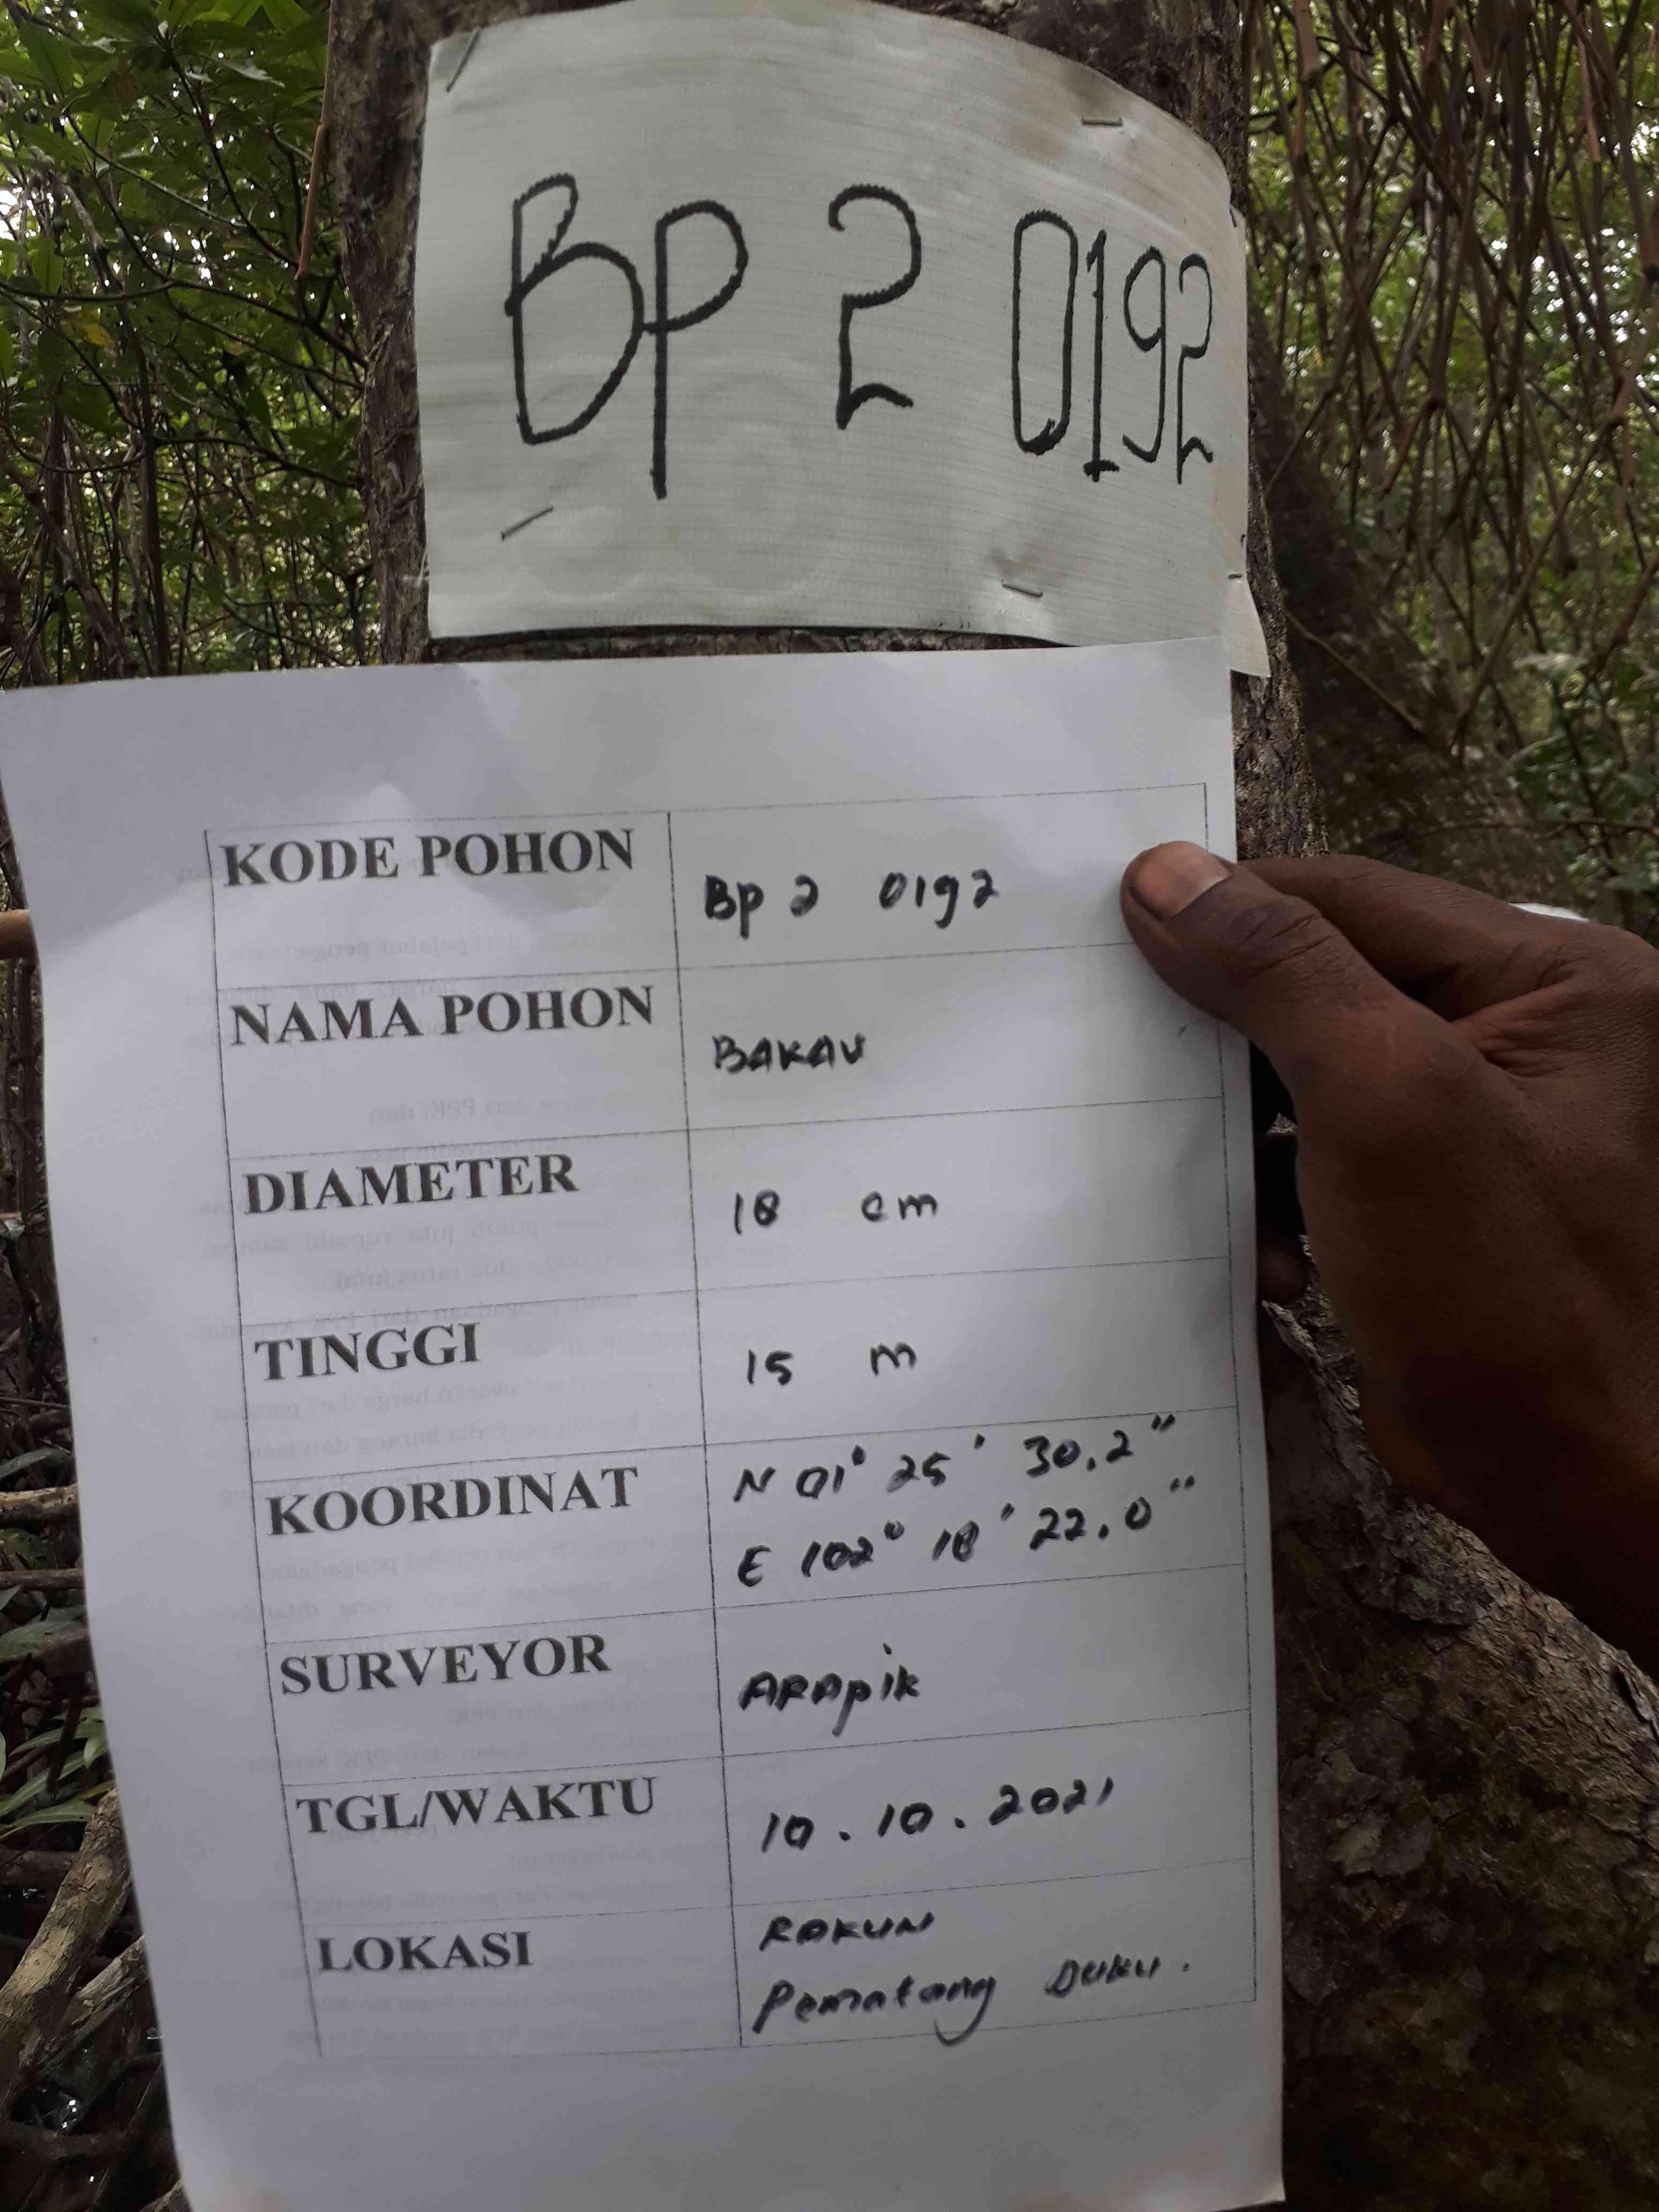 BP 2 0192
KODE POHON
Bp 2 0192
NAMA POHON
BAKAU
DIAMETER
18 cm
TINGGI
15 m
KOORDINAT
N 01° 25' 30.2"
E 102° 18' 22.0"
SURVEYOR
ARApik
TGL/WAKTU
10.10.2021
LOKASI
RAKUN
Pematang DUKU.